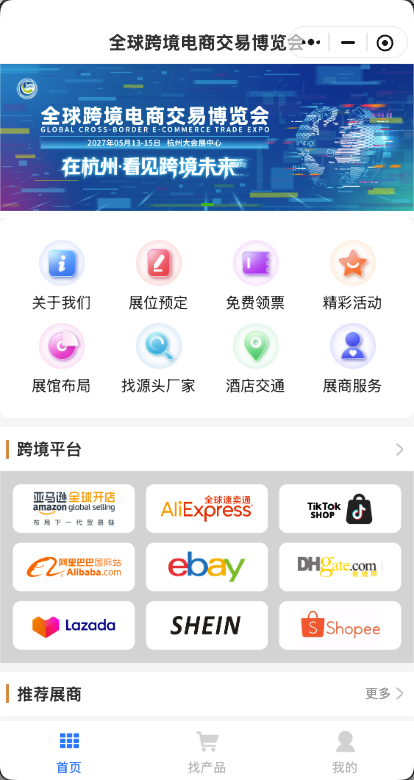 全球跨境电商交易博览会
全球跨境电商交易博览会
GLOBAL CROSS-BORDER E-COMMERCE TRADE EXPO
2027年05月13-15日 杭州大会展中心
在杭州·看见跨境未来
关于我们 展位预定 免费领票 精彩活动
展馆布局 找源头厂家 酒店交通 展商服务
跨境平台
亚马逊全球开店
amazon global selling
布局下一代贸易链
全球速卖通
AliExpress
TikTok
SHOP
阿里巴巴国际站
Alibaba.com
ebay
DHgate.com
敦煌网
Lazada
SHEIN
Shopee
推荐展商
更多
首页 找产品 我的